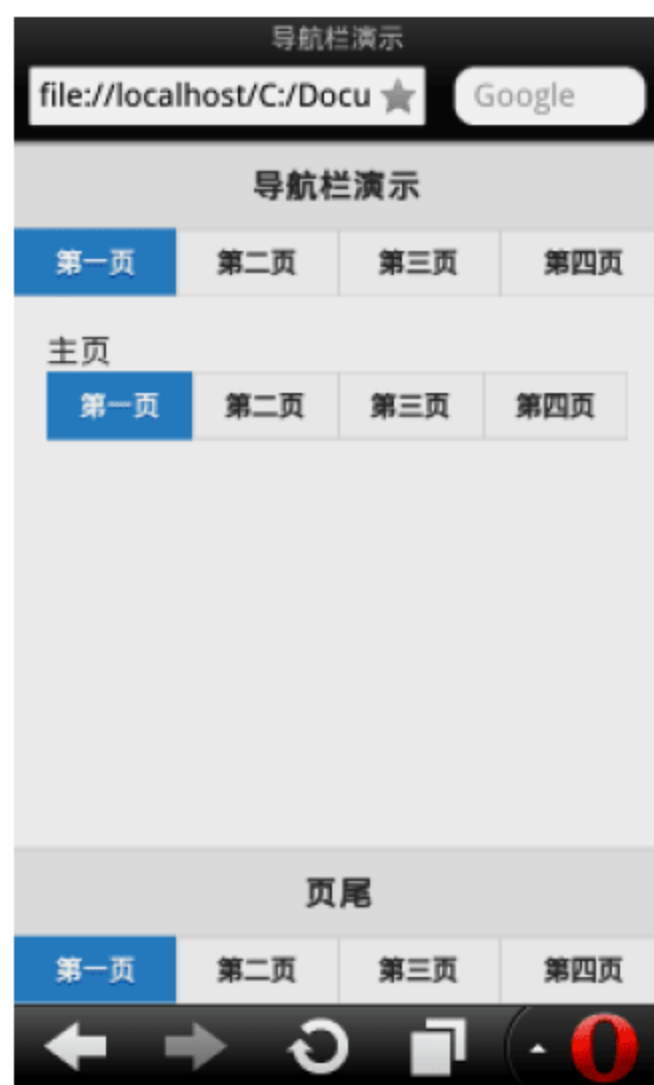 导航栏演示
file://localhost/C:/Docu Google
导航栏演示
第一页 第二页 第三页 第四页
主页
第一页 第二页 第三页 第四页
页尾
第一页 第二页 第三页 第四页